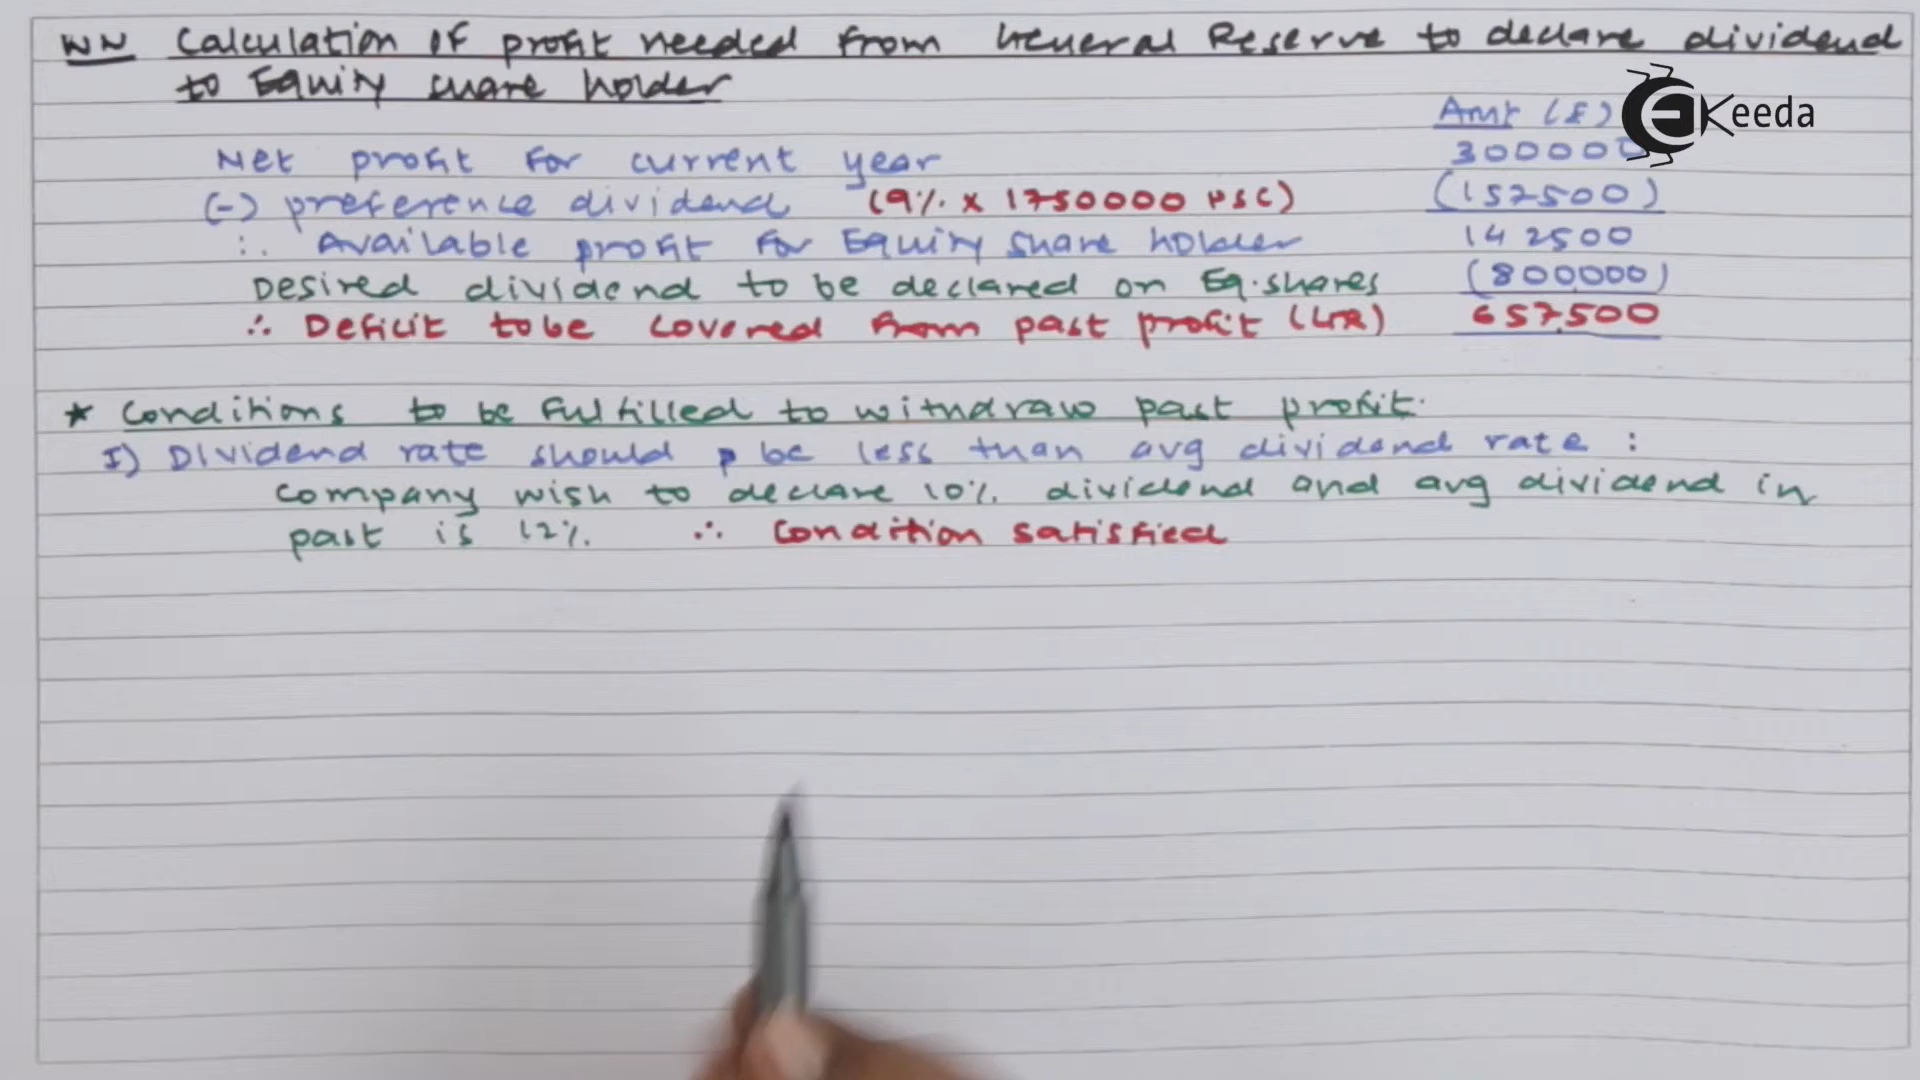 WN Calculation of profit needed from General Reserve to declare dividend
to Equity share holder
Amt (₹)
EKeeda
Net profit for current year 300000
(-) preference dividend (9% x 1750000 PSC) (157500)
∴ Available profit for Equity share holder 142500
Desired dividend to be declared on Eq. shares (800,000)
∴ Deficit to be covered from past profit (GR) 657,500
* Conditions to be fulfilled to withdraw past profit.
I) Dividend rate should be less than avg dividend rate :
company wish to declare 10% dividend and avg dividend in
past is 12%. ∴ condition satisfied